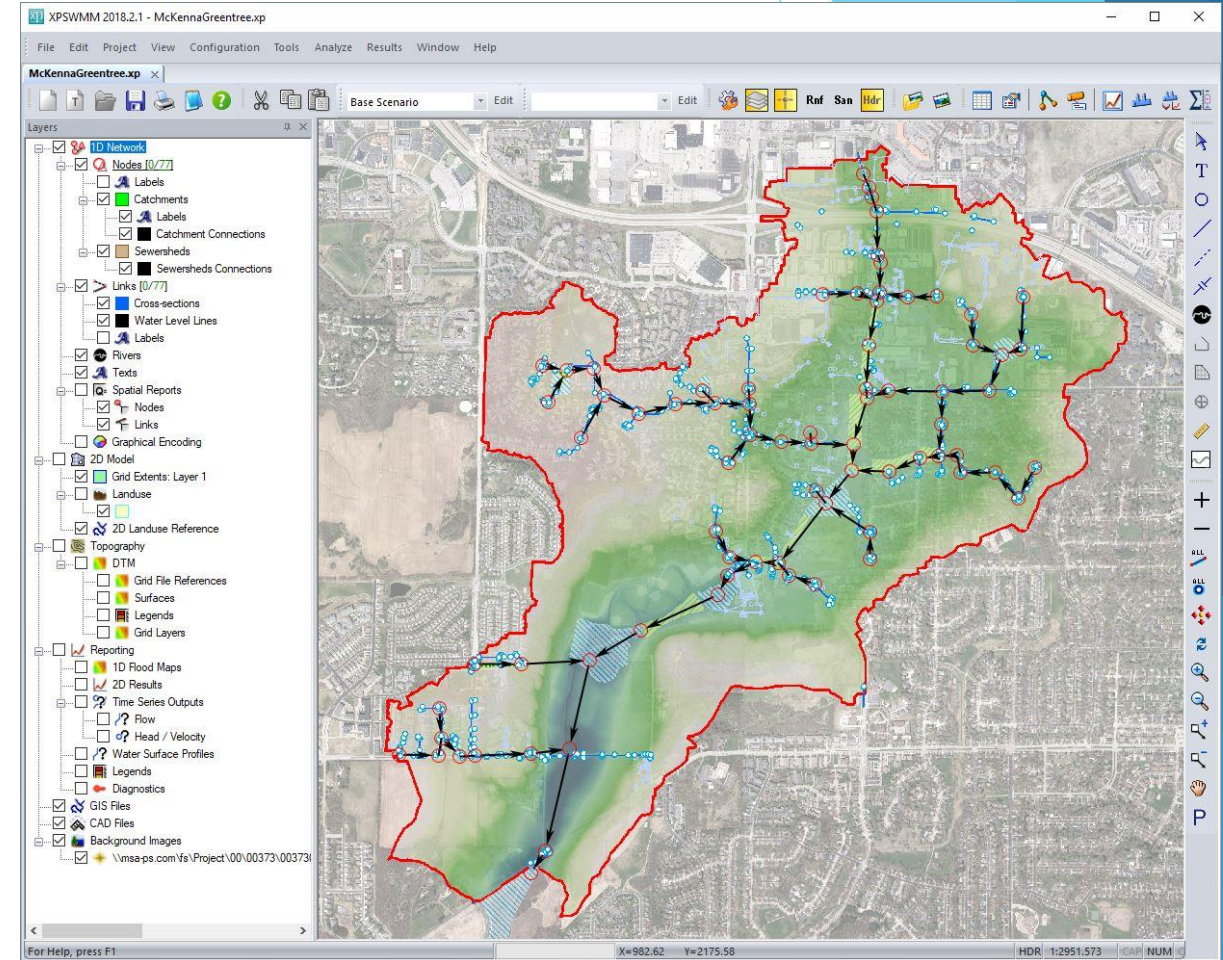 XPSWMM 2018.2.1 - McKennaGreentree.xp
File Edit Project View Configuration Tools Analyze Results Window Help
McKennaGreentree.xp
Base Scenario Edit Edit Rnf San Hdr
Layers
1D Network
Nodes [0/77]
Labels
Catchments
Labels
Catchment Connections
Sewersheds
Sewersheds Connections
Links [0/77]
Cross-sections
Water Level Lines
Labels
Rivers
Texts
Spatial Reports
Nodes
Links
Graphical Encoding
2D Model
Grid Extents: Layer 1
Landuse
2D Landuse Reference
Topography
DTM
Grid File References
Surfaces
Legends
Grid Layers
Reporting
1D Flood Maps
2D Results
Time Series Outputs
Flow
Head / Velocity
Water Surface Profiles
Legends
Diagnostics
GIS Files
CAD Files
Background Images
\\msa-ps.com\fs\Project\00\00373\003730
T
ALL
ALL
P
For Help, press F1 X=982.62 Y=2175.58 HDR 1:2951.573 CAP NUM